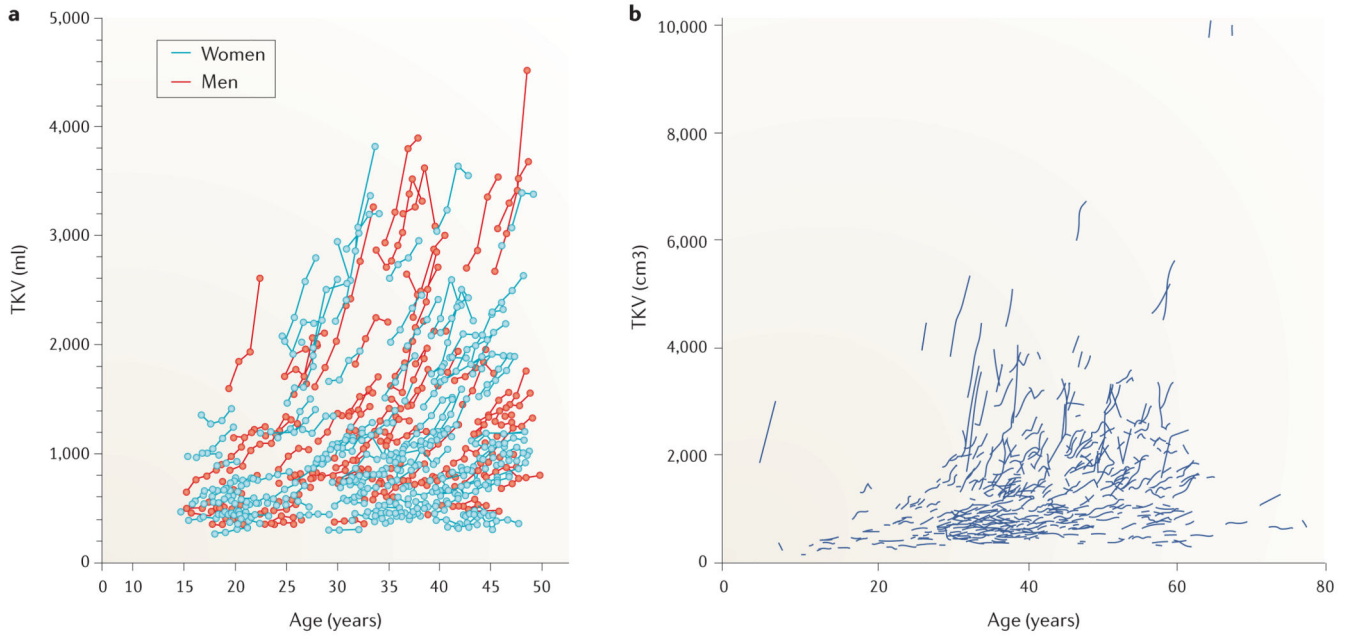 a
5,000
4,000
3,000
2,000
1,000
0
TKV (ml)
Women
Men
0 10 15 20 25 30 35 40 45 50
Age (years)
b
10,000
8,000
6,000
4,000
2,000
0
TKV (cm3)
0 20 40 60 80
Age (years)